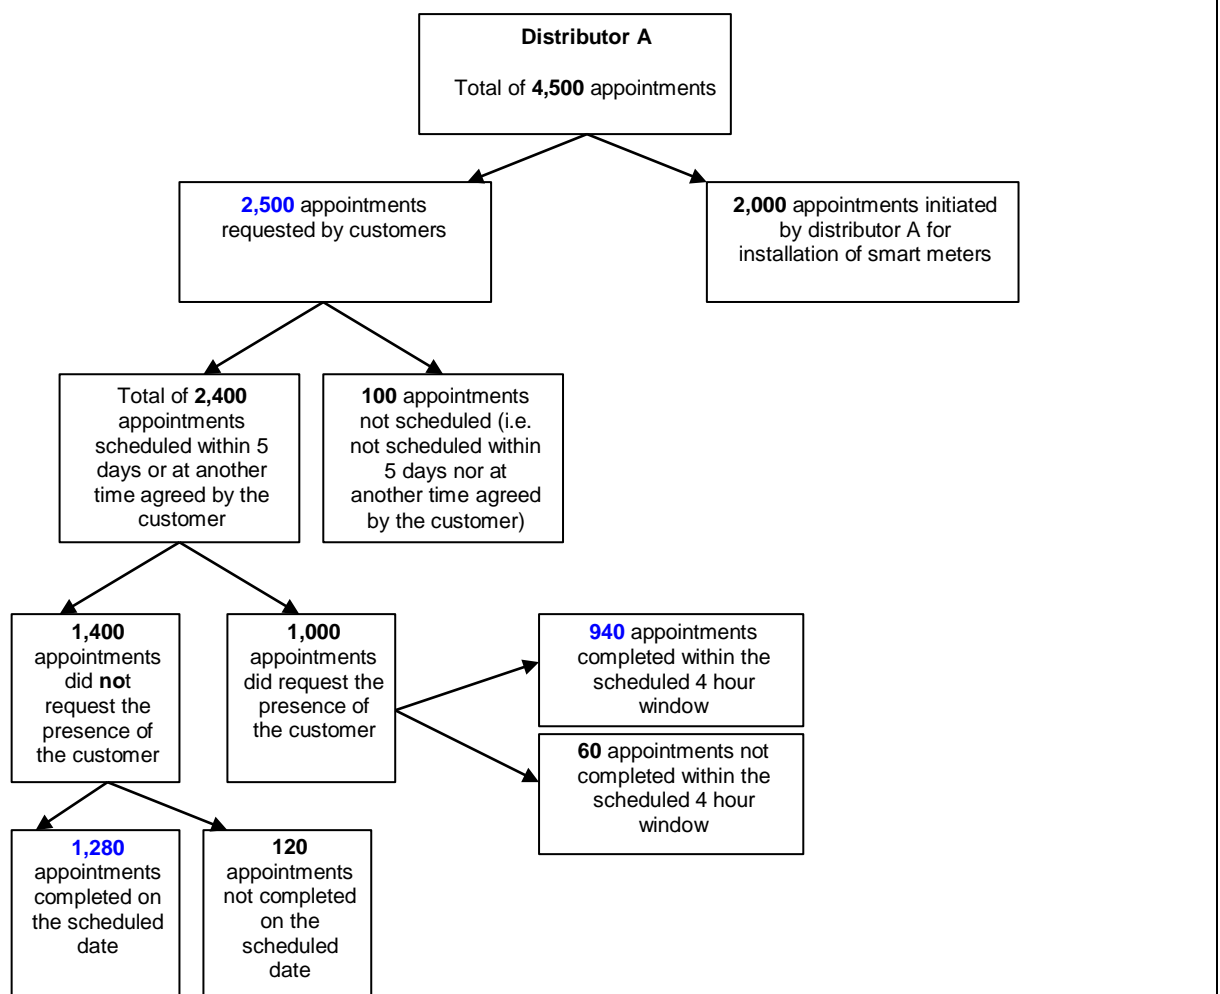 Distributor A
Total of 4,500 appointments
2,500 appointments
requested by customers
2,000 appointments initiated
by distributor A for
installation of smart meters
Total of 2,400
appointments
scheduled within 5
days or at another
time agreed by the
customer
100 appointments
not scheduled (i.e.
not scheduled within
5 days nor at
another time agreed
by the customer)
1,400
appointments
did not
request the
presence of
the customer
1,000
appointments
did request the
presence of
the customer
940 appointments
completed within the
scheduled 4 hour
window
60 appointments not
completed within the
scheduled 4 hour
window
1,280
appointments
completed on
the scheduled
date
120
appointments
not completed
on the
scheduled
date